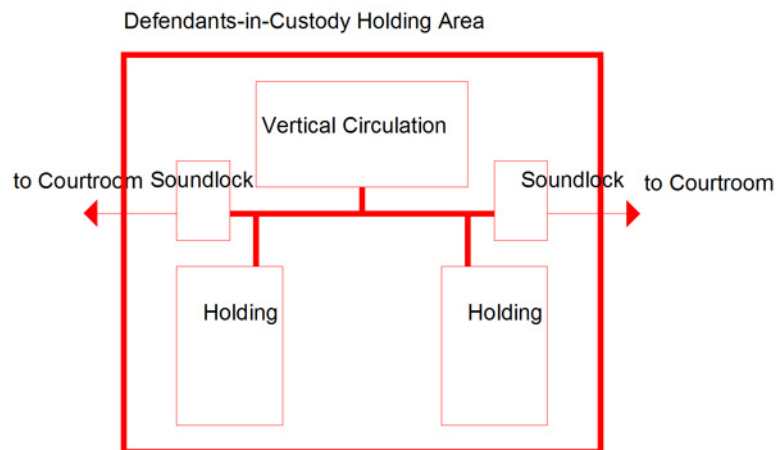 Defendants-in-Custody Holding Area
Vertical Circulation
to Courtroom
Soundlock
Soundlock
to Courtroom
Holding
Holding